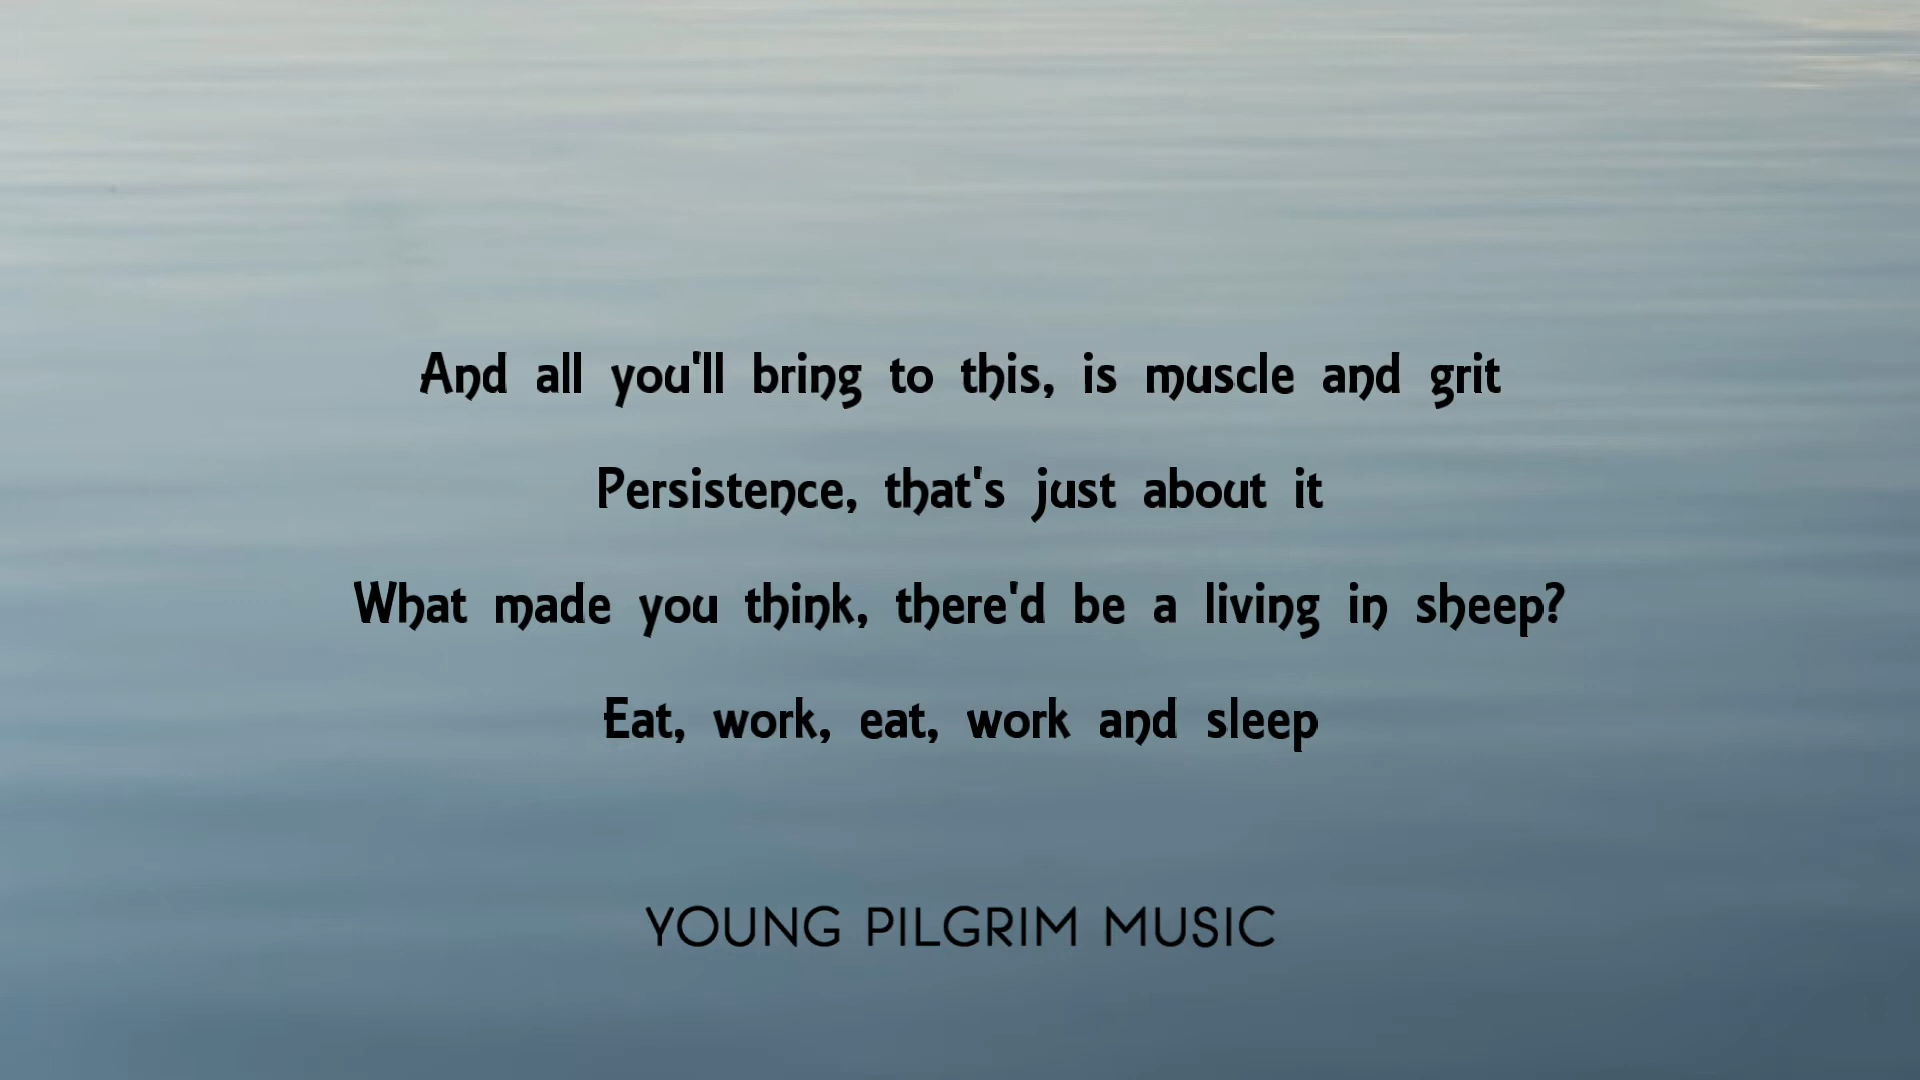 And all you'll bring to this, is muscle and grit
Persistence, that's just about it
What made you think, there'd be a living in sheep?
Eat, work, eat, work and sleep
YOUNG PILGRIM MUSIC